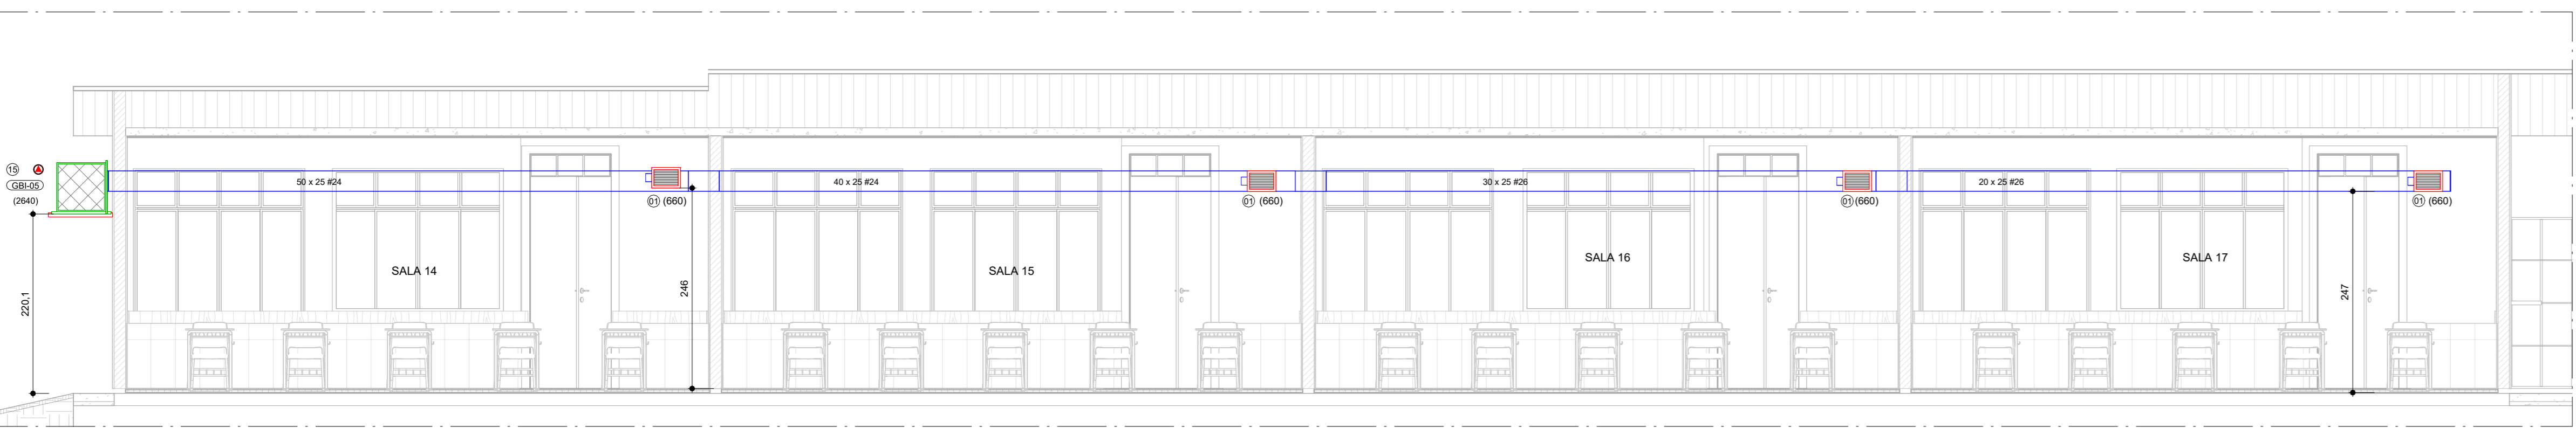 15
GBI-05
(2640)
220,1
50 x 25 #24
SALA 14
01 (660)
246
40 x 25 #24
SALA 15
01 (660)
30 x 25 #26
SALA 16
01 (660)
20 x 25 #26
SALA 17
01 (660)
247